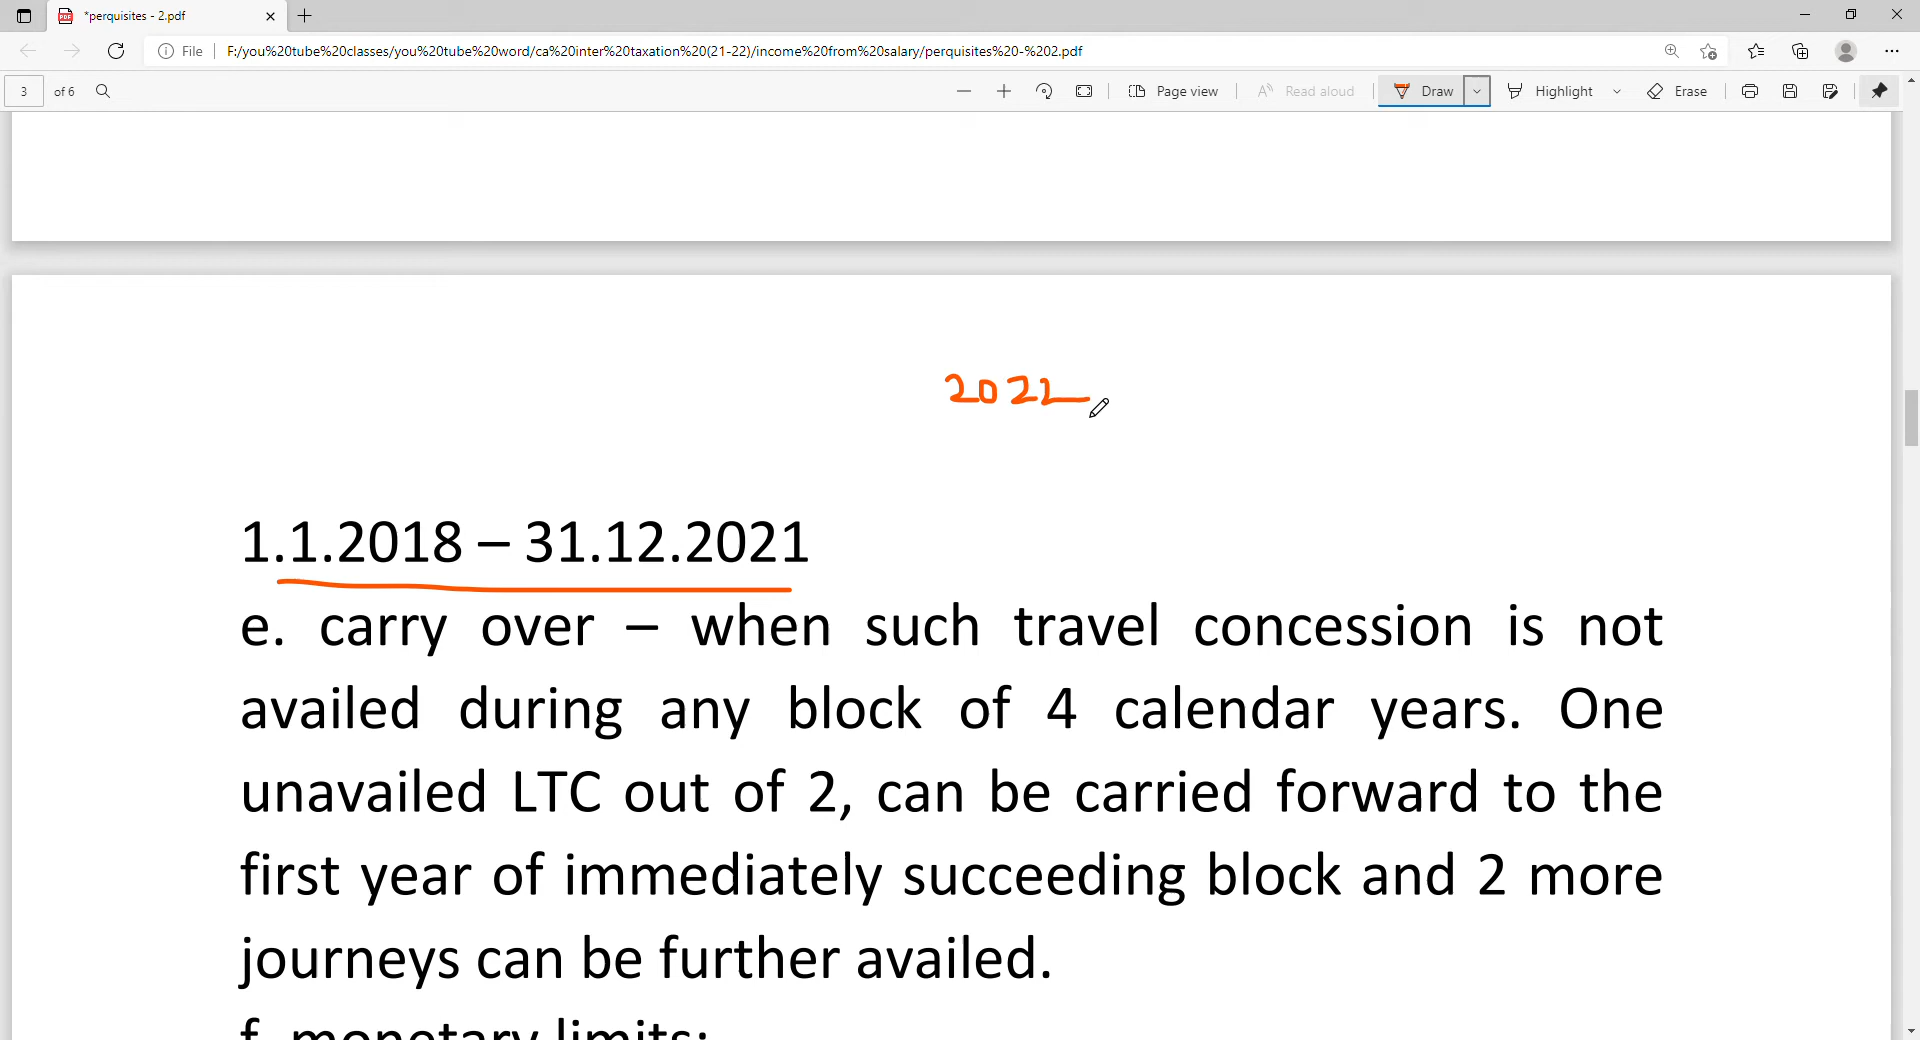 *perquisites - 2.pdf
File F:/you%20tube%20classes/you%20tube%20word/ca%20inter%20taxation%20(21-22)/income%20from%20salary/perquisites%20-%202.pdf
3 of 6 Page view Read aloud Draw Highlight Erase
2022
1.1.2018 – 31.12.2021
e. carry over – when such travel concession is not
availed during any block of 4 calendar years. One
unavailed LTC out of 2, can be carried forward to the
first year of immediately succeeding block and 2 more
journeys can be further availed.
f. monetary limits: